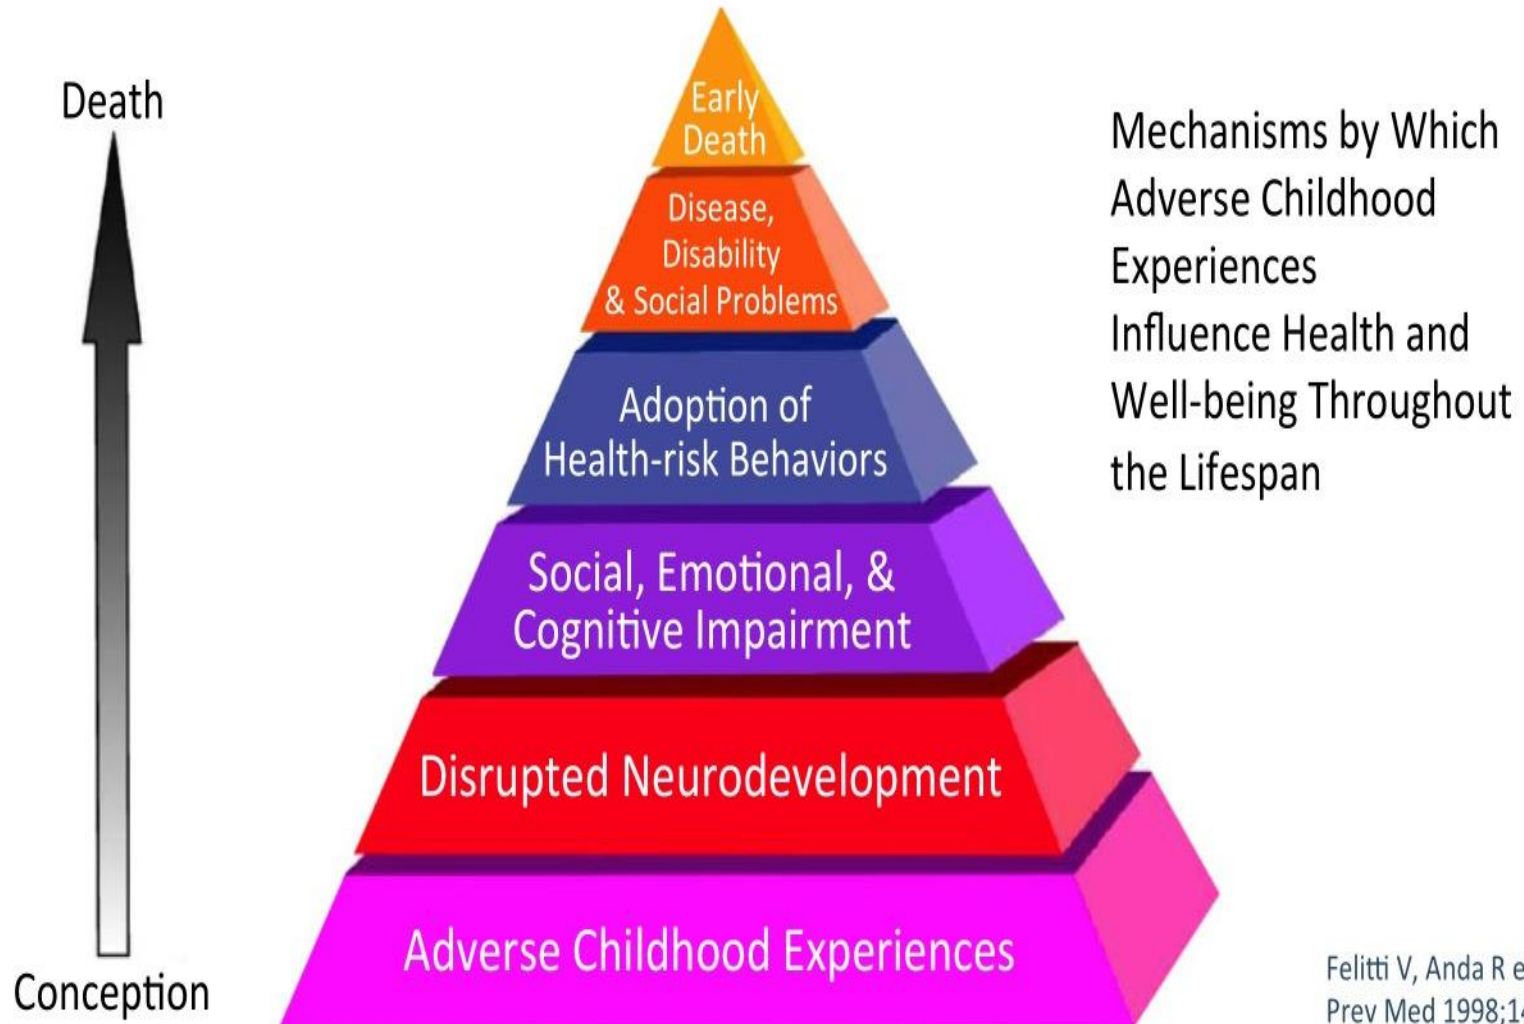 Death
Early
Death
Disease,
Disability
& Social Problems
Adoption of
Health-risk Behaviors
Social, Emotional, &
Cognitive Impairment
Disrupted Neurodevelopment
Adverse Childhood Experiences
Conception
Mechanisms by Which
Adverse Childhood
Experiences
Influence Health and
Well-being Throughout
the Lifespan
Felitti V, Anda R e
Prev Med 1998;14